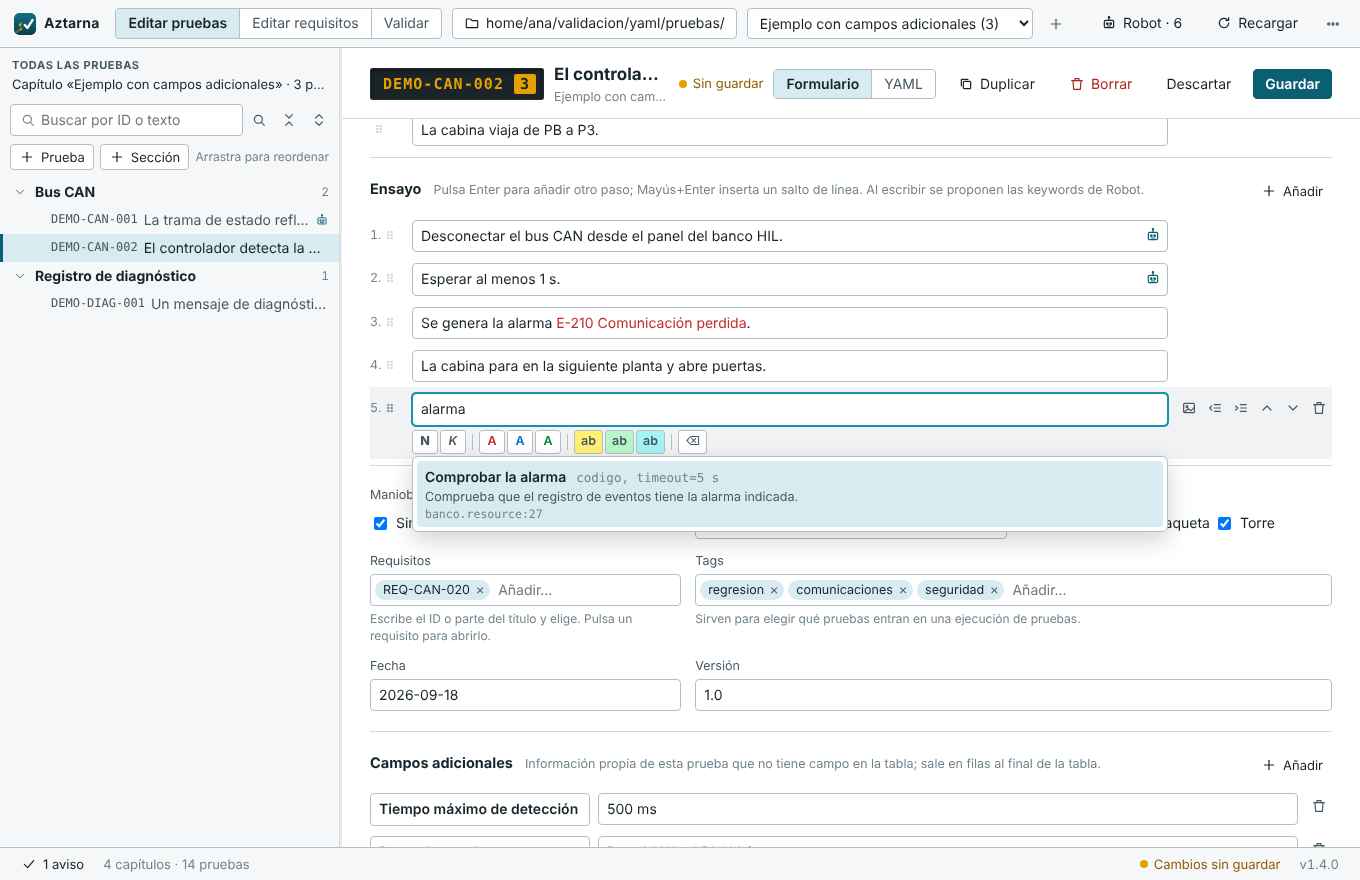 Aztarna
Editar pruebas
Editar requisitos
Validar
home/ana/validacion/yaml/pruebas/
Ejemplo con campos adicionales (3)
Robot · 6
Recargar
TODAS LAS PRUEBAS
Capítulo «Ejemplo con campos adicionales» · 3 p...
Buscar por ID o texto
Prueba
Sección
Arrastra para reordenar
Bus CAN 2
DEMO-CAN-001 La trama de estado refl...
DEMO-CAN-002 El controlador detecta la ...
Registro de diagnóstico 1
DEMO-DIAG-001 Un mensaje de diagnósti...
DEMO-CAN-002 3
El controla...
Ejemplo con cam...
Sin guardar
Formulario
YAML
Duplicar
Borrar
Descartar
Guardar
La cabina viaja de PB a P3.
Ensayo Pulsa Enter para añadir otro paso; Mayús+Enter inserta un salto de línea. Al escribir se proponen las keywords de Robot.
Añadir
1. Desconectar el bus CAN desde el panel del banco HIL.
2. Esperar al menos 1 s.
3. Se genera la alarma E-210 Comunicación perdida.
4. La cabina para en la siguiente planta y abre puertas.
5. alarma
N K A A A ab ab ab
Comprobar la alarma codigo, timeout=5 s
Comprueba que el registro de eventos tiene la alarma indicada.
banco.resource:27
Torre
Requisitos
REQ-CAN-020 × Añadir...
Escribe el ID o parte del título y elige. Pulsa un
requisito para abrirlo.
Tags
regresion × comunicaciones × seguridad × Añadir...
Sirven para elegir qué pruebas entran en una ejecución de pruebas.
Fecha
2026-09-18
Versión
1.0
Campos adicionales Información propia de esta prueba que no tiene campo en la tabla; sale en filas al final de la tabla.
Añadir
Tiempo máximo de detección
500 ms
1 aviso
4 capítulos · 14 pruebas
Cambios sin guardar
v1.4.0